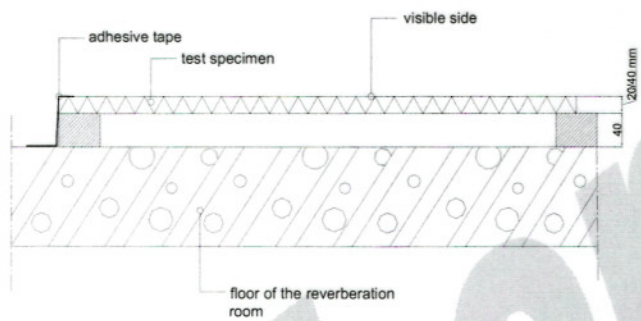 visible side
adhesive tape
test specimen
20/40 mm
40
floor of the reverberation
room